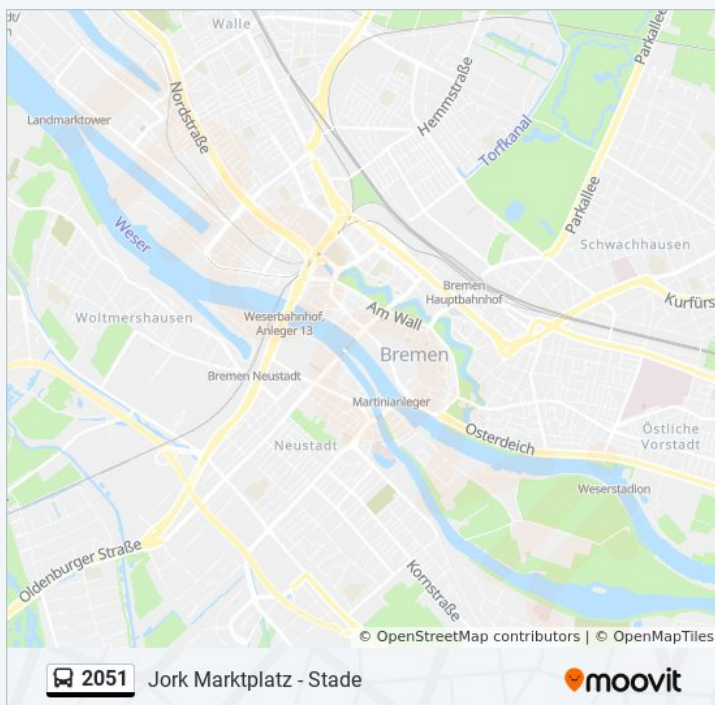 dt/
Walle
Parkallee
Hemmstraße
Nordstraße
Landmarktower
Torfkanal
Parkallee
Weser
Schwachhausen
Bremen
Hauptbahnhof
Kurfürs
Woltmershausen
Weserbahnhof,
Anleger 13
Am Wall
Bremen
Bremen Neustadt
Martinianleger
Osterdeich
Östliche
Vorstadt
Neustadt
Weserstadion
Oldenburger Straße
Kornstraße
© OpenStreetMap contributors | © OpenMapTiles
2051 Jork Marktplatz - Stade
moovit